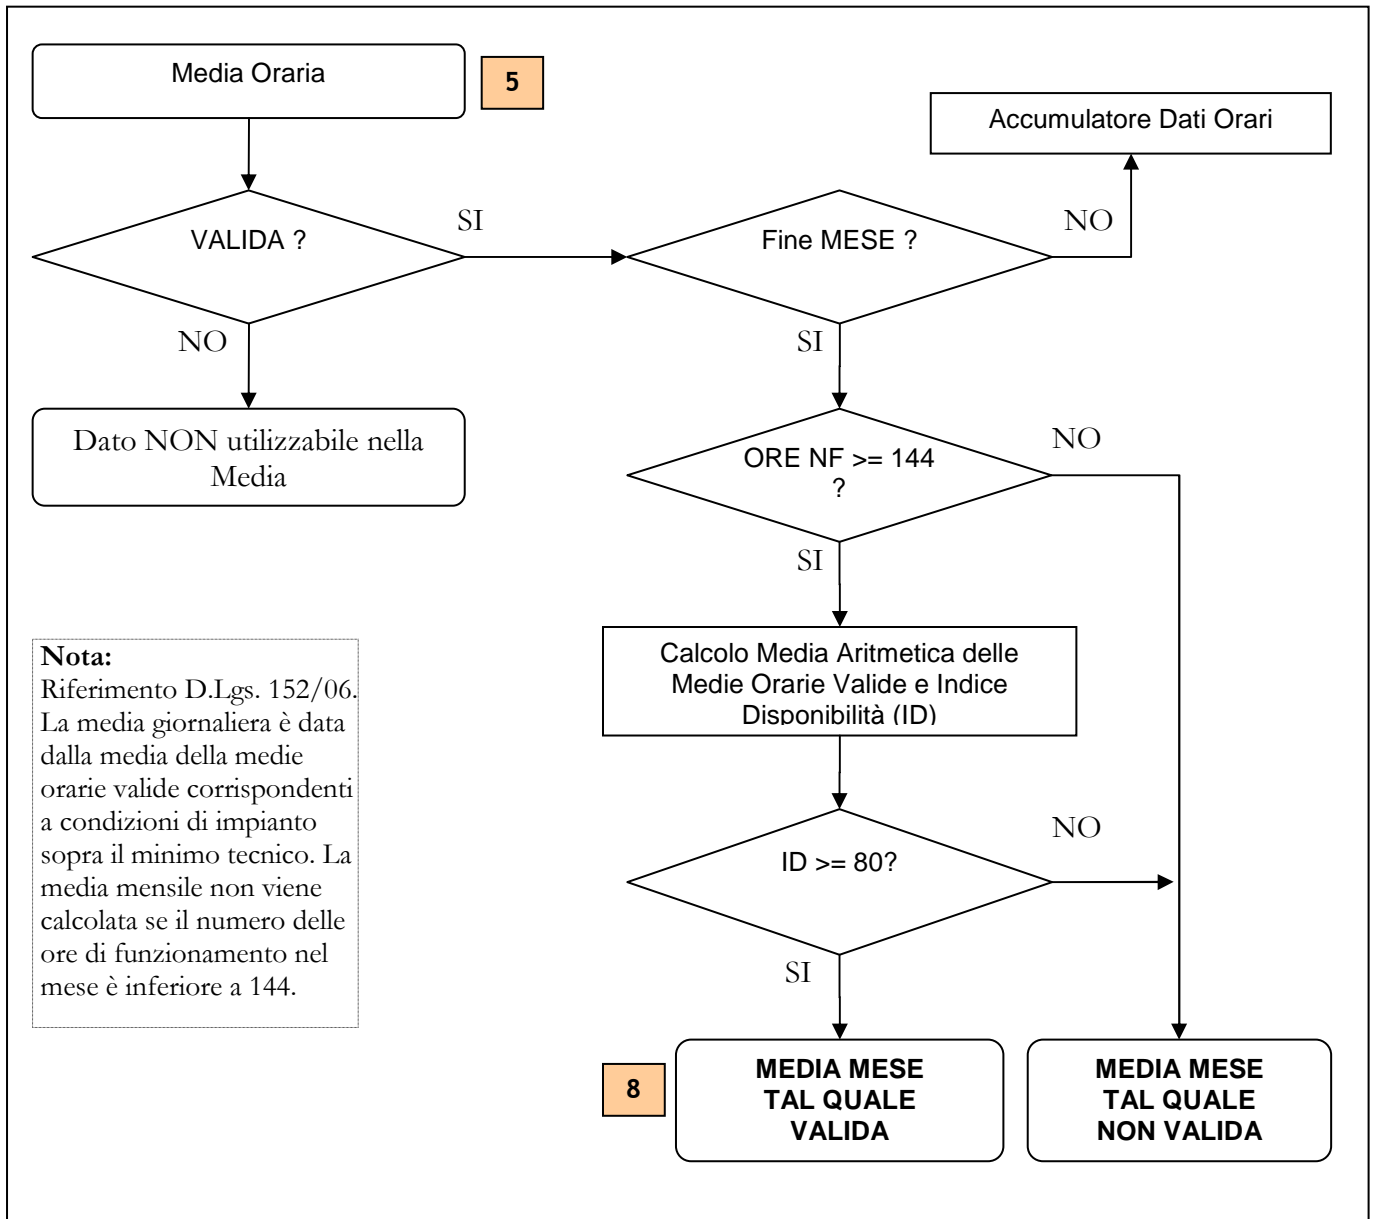 Media Oraria
5
Accumulatore Dati Orari
VALIDA ?
SI
Fine MESE ?
NO
NO
SI
Dato NON utilizzabile nella
Media
ORE NF >= 144
?
NO
SI
Calcolo Media Aritmetica delle
Medie Orarie Valide e Indice
Disponibilità (ID)
Nota:
Riferimento D.Lgs. 152/06.
La media giornaliera è data
dalla media della medie
orarie valide corrispondenti
a condizioni di impianto
sopra il minimo tecnico. La
media mensile non viene
calcolata se il numero delle
ore di funzionamento nel
mese è inferiore a 144.
ID >= 80?
NO
SI
8
MEDIA MESE
TAL QUALE
VALIDA
MEDIA MESE
TAL QUALE
NON VALIDA